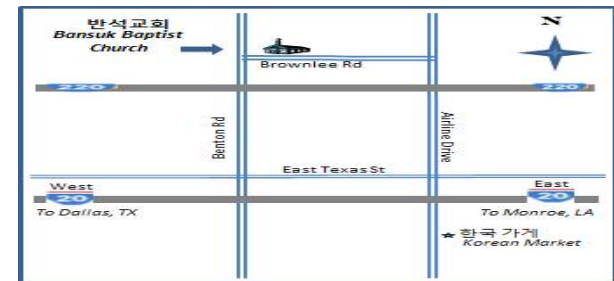 반석교회
Bansuk Baptist
Church
N
Brownlee Rd
220
220
Benton Rd
Airline Drive
East Texas St
West
20
To Dallas, TX
East
20
To Monroe, LA
한국 가게
Korean Market